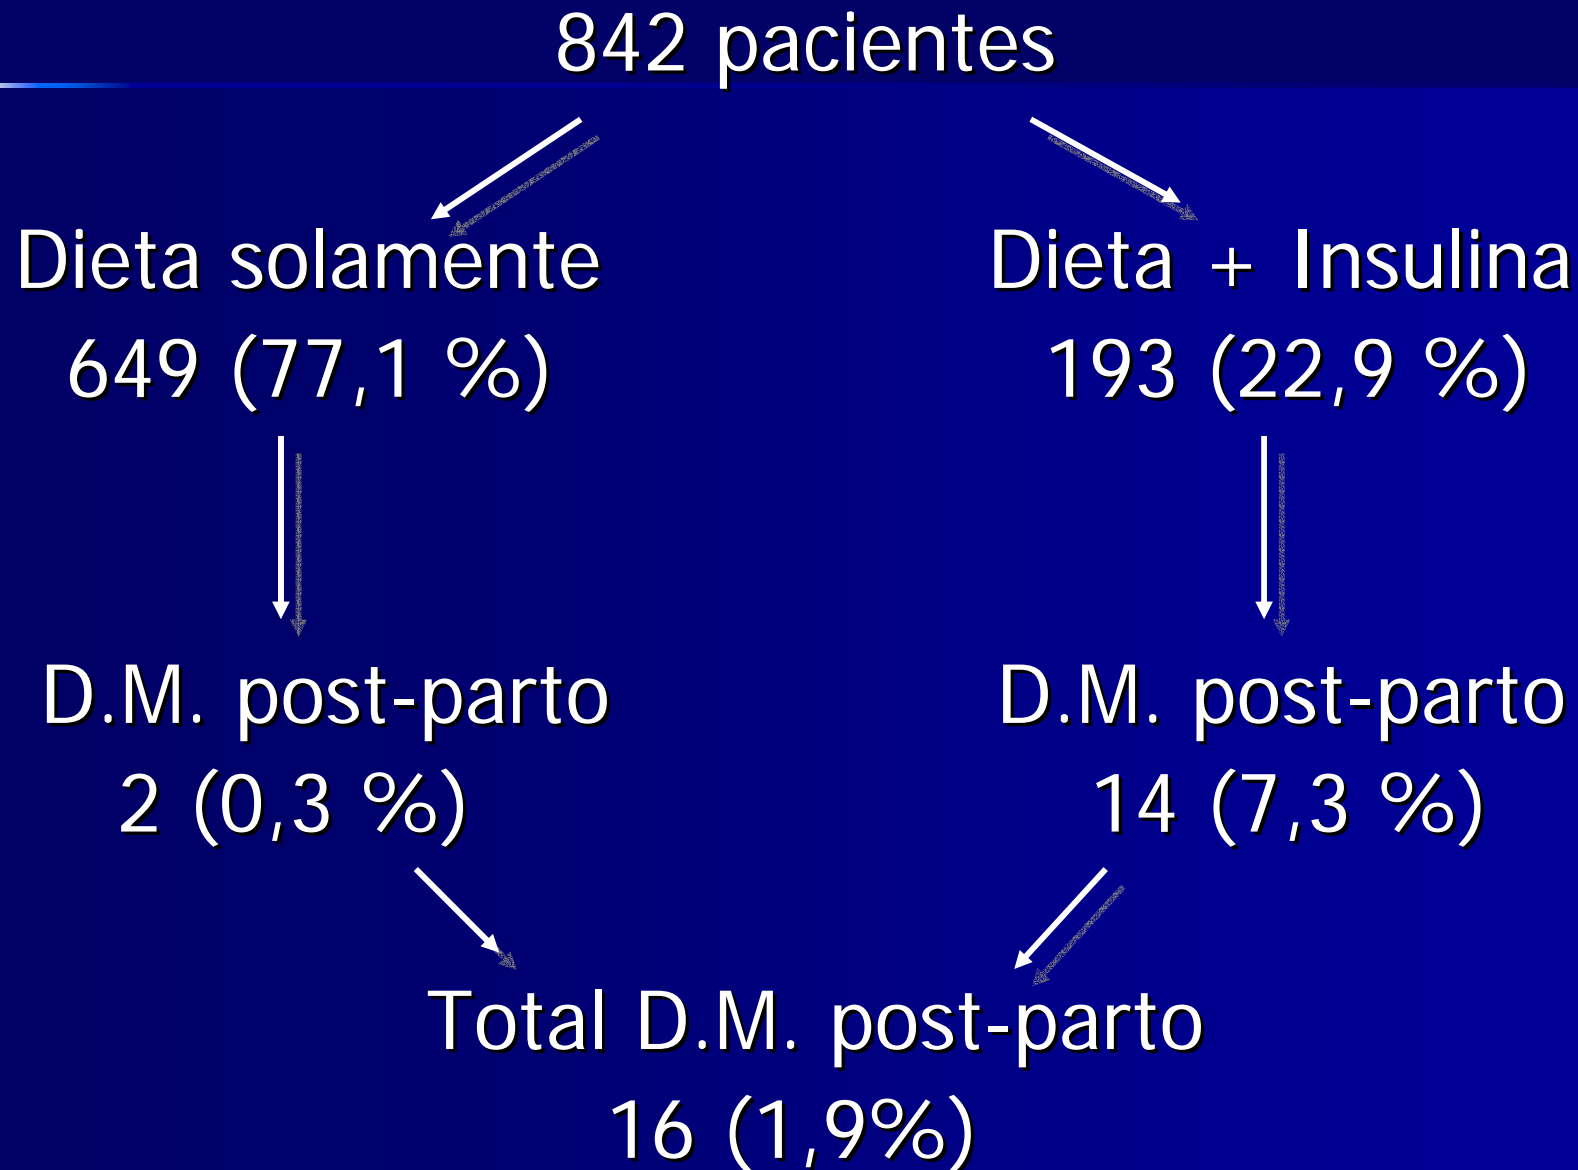 842 pacientes
Dieta solamente
649 (77,1 %)
Dieta + Insulina
193 (22,9 %)
D.M. post-parto
2 (0,3 %)
D.M. post-parto
14 (7,3 %)
Total D.M. post-parto
16 (1,9%)